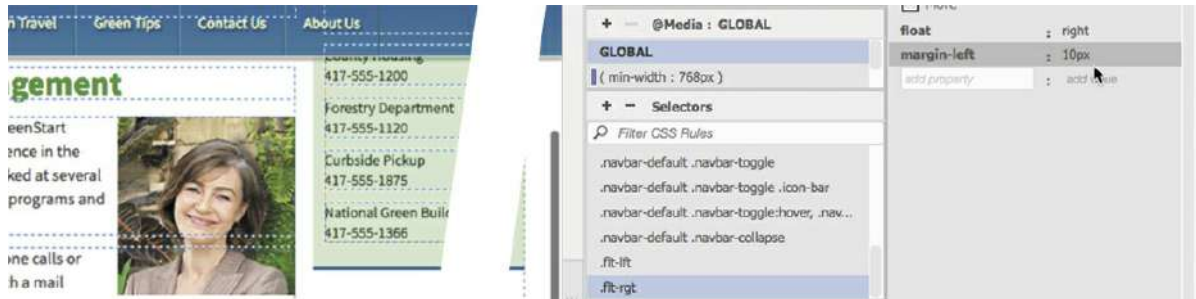 n Travel Green Tips Contact Us About Us
gement
eenStart
ence in the
ked at several
programs and
one calls or
h a mail
County Housing
417-555-1200
Forestry Department
417-555-1120
Curbside Pickup
417-555-1875
National Green Buil
417-555-1366
+ − @Media : GLOBAL
GLOBAL
( min-width : 768px )
+ − Selectors
Filter CSS Rules
.navbar-default .navbar-toggle
.navbar-default .navbar-toggle .icon-bar
.navbar-default .navbar-toggle:hover, .nav...
.navbar-default .navbar-collapse
.flt-lft
.flt-rgt
More
float : right
margin-left : 10px
add property : add value